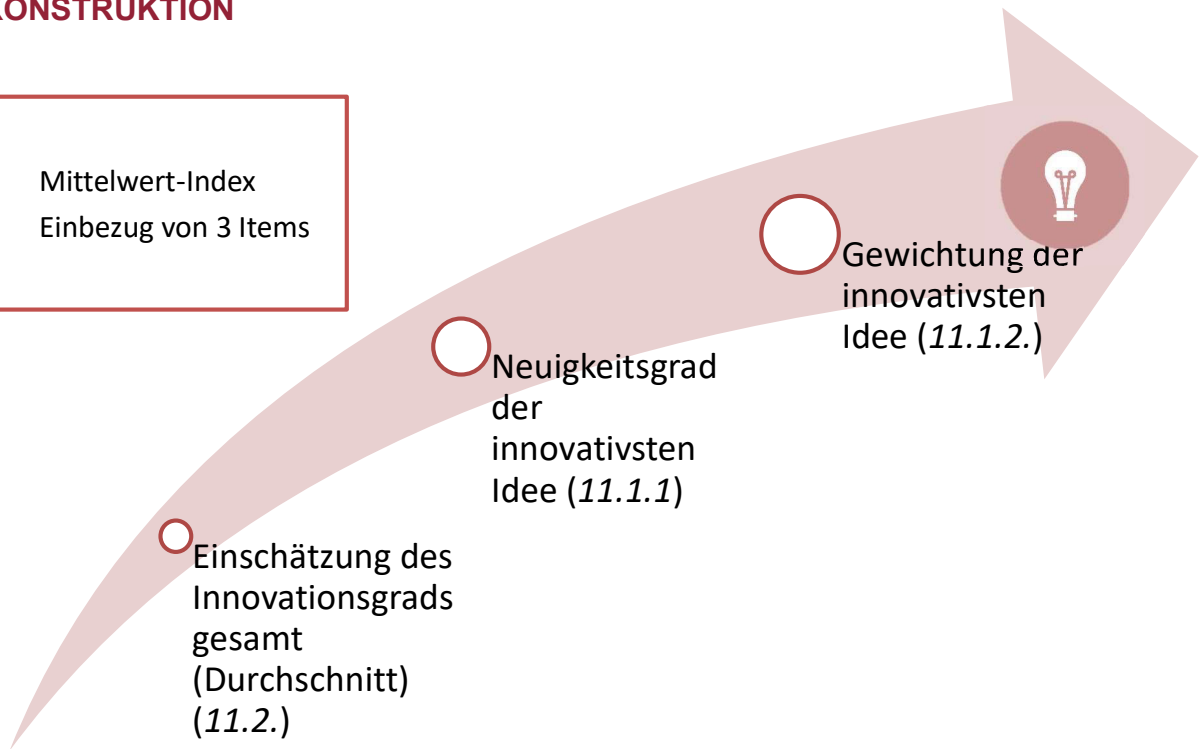 KONSTRUKTION
Mittelwert-Index
Einbezug von 3 Items
Gewichtung der
innovativsten
Idee (11.1.2.)
Neuigkeitsgrad
der
innovativsten
Idee (11.1.1)
Einschätzung des
Innovationsgrads
gesamt
(Durchschnitt)
(11.2.)